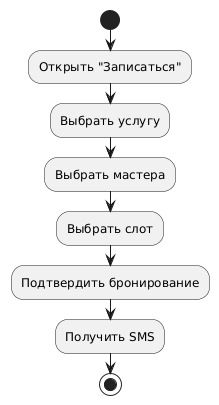 Открыть "Записаться"
Выбрать услугу
Выбрать мастера
Выбрать слот
Подтвердить бронирование
Получить SMS